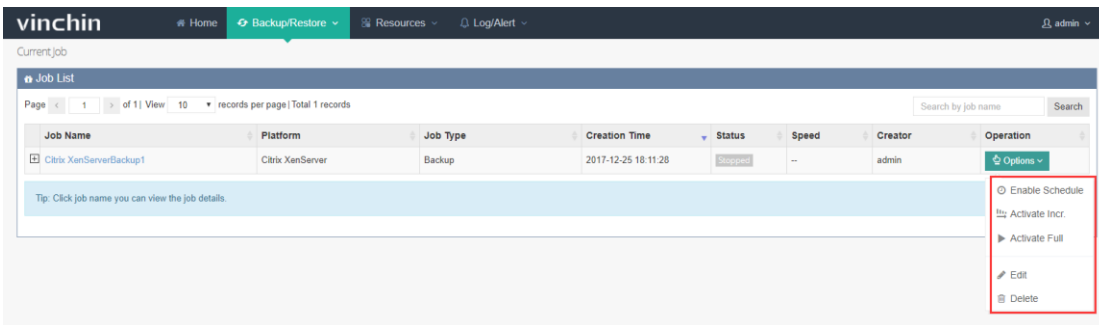 vinchin Home Backup/Restore Resources Log/Alert admin
Current job
Job List
Page 1 of 1| View 10 records per page|Total 1 records Search by job name Search
Job Name Platform Job Type Creation Time Status Speed Creator Operation
Citrix XenServerBackup1 Citrix XenServer Backup 2017-12-25 18:11:28 Stopped -- admin Options
Tip: Click job name you can view the job details.
Enable Schedule
Activate Incr.
Activate Full
Edit
Delete